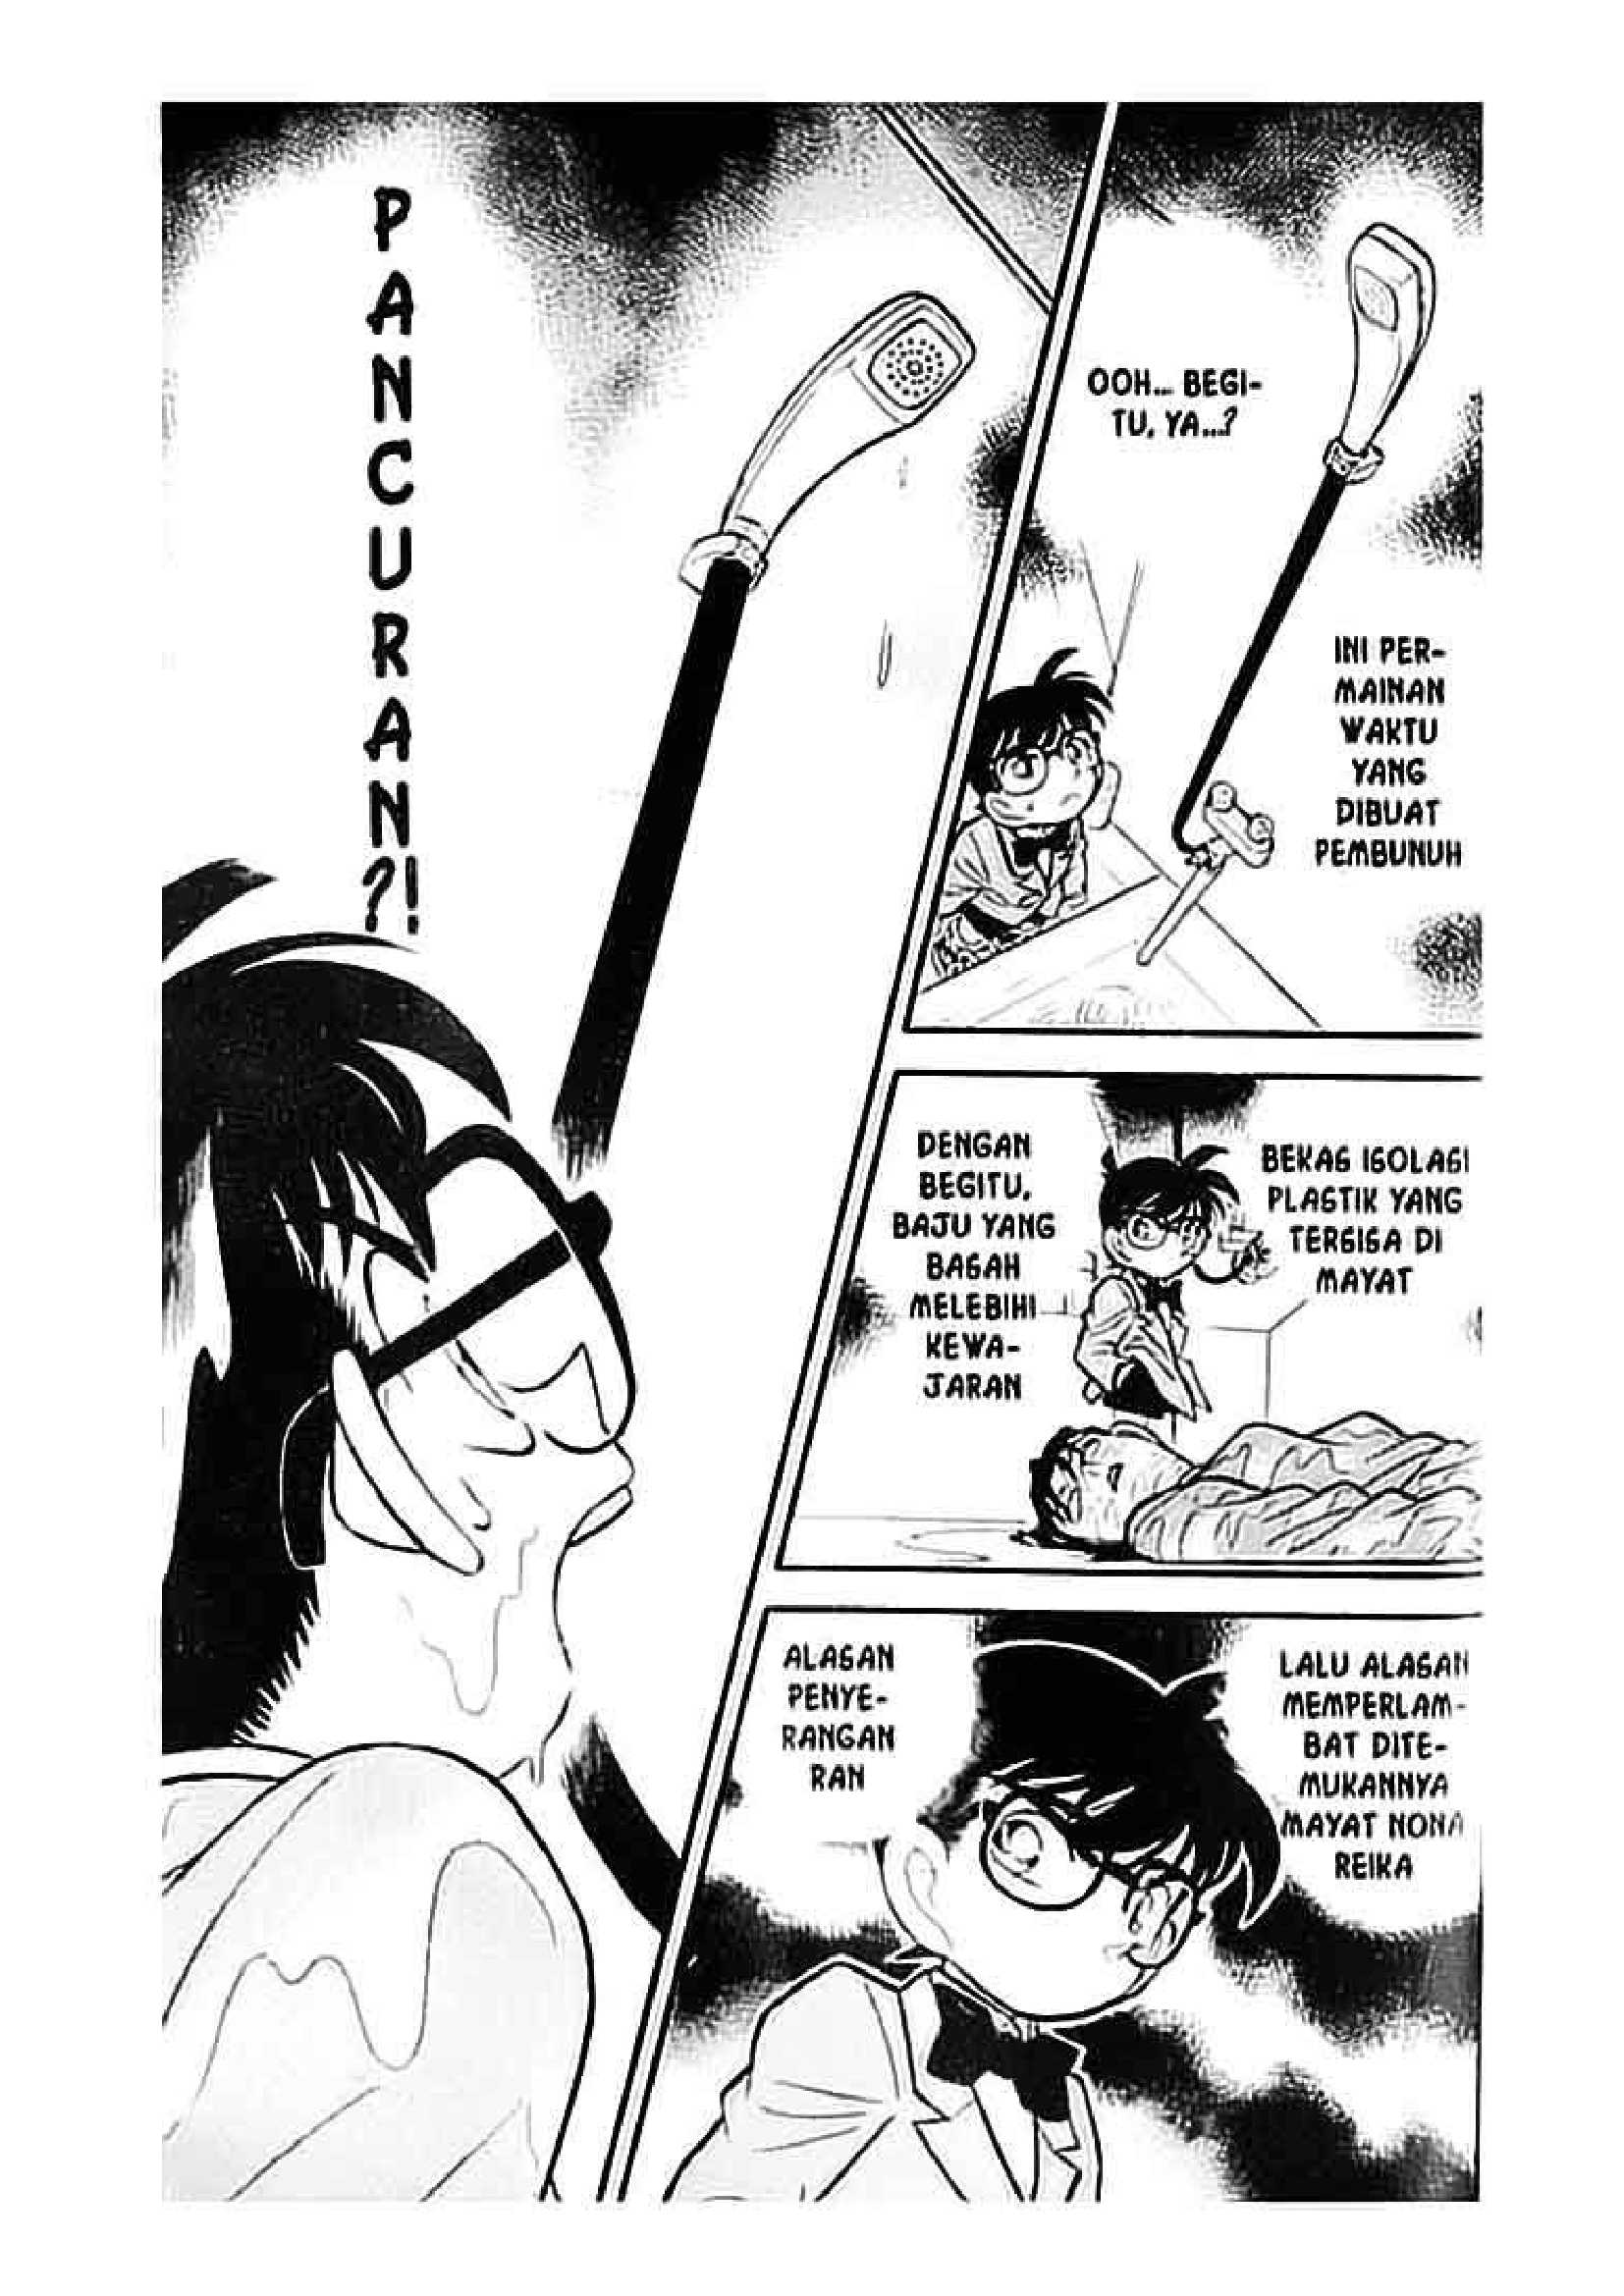 P
A
N
C
U
R
A
N
?!
OOH... BEGI-
TU, YA...?
INI PER-
MAINAN
WAKTU
YANG
DIBUAT
PEMBUNUH
DENGAN
BEGITU,
BAJU YANG
BASAH
MELEBIHI
KEWA-
JARAN
BEKAS ISOLASI
PLASTIK YANG
TERSISA DI
MAYAT
ALASAN
PENYE-
RANGAN
RAN
LALU ALASAN
MEMPERLAM-
BAT DITE-
MUKANNYA
MAYAT NONA
REIKA